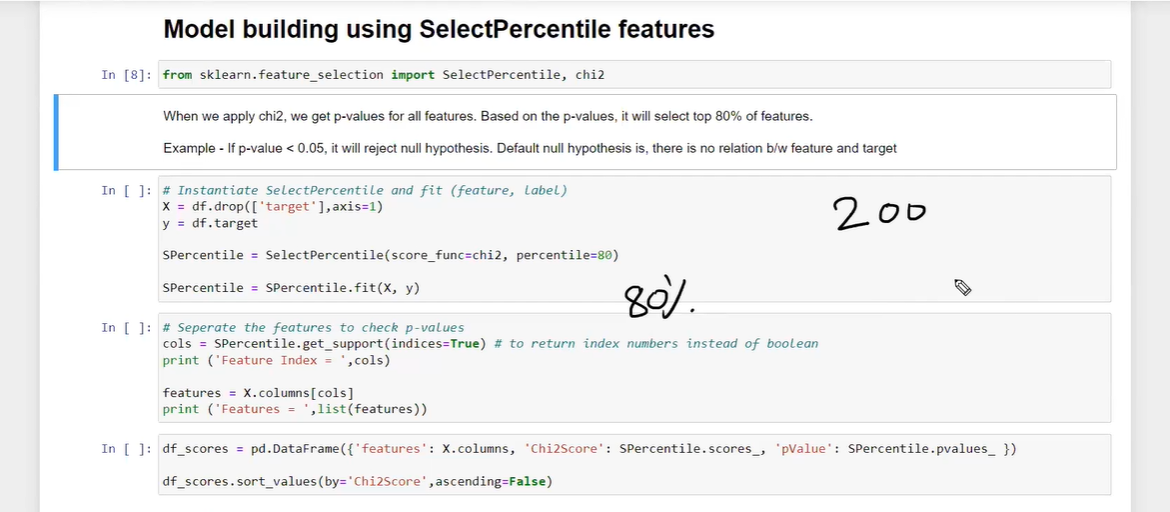 Model building using SelectPercentile features
In [8]: from sklearn.feature_selection import SelectPercentile, chi2
When we apply chi2, we get p-values for all features. Based on the p-values, it will select top 80% of features.
Example - If p-value < 0.05, it will reject null hypothesis. Default null hypothesis is, there is no relation b/w feature and target
In [ ]: # Instantiate SelectPercentile and fit (feature, label)
X = df.drop(['target'],axis=1)
200
y = df.target
SPercentile = SelectPercentile(score_func=chi2, percentile=80)
SPercentile = SPercentile.fit(X, y)
80%.
In [ ]: # Seperate the features to check p-values
cols = SPercentile.get_support(indices=True) # to return index numbers instead of boolean
print ('Feature Index = ',cols)
features = X.columns[cols]
print ('Features = ',list(features))
In [ ]: df_scores = pd.DataFrame({'features': X.columns, 'Chi2Score': SPercentile.scores_, 'pValue': SPercentile.pvalues_ })
df_scores.sort_values(by='Chi2Score',ascending=False)